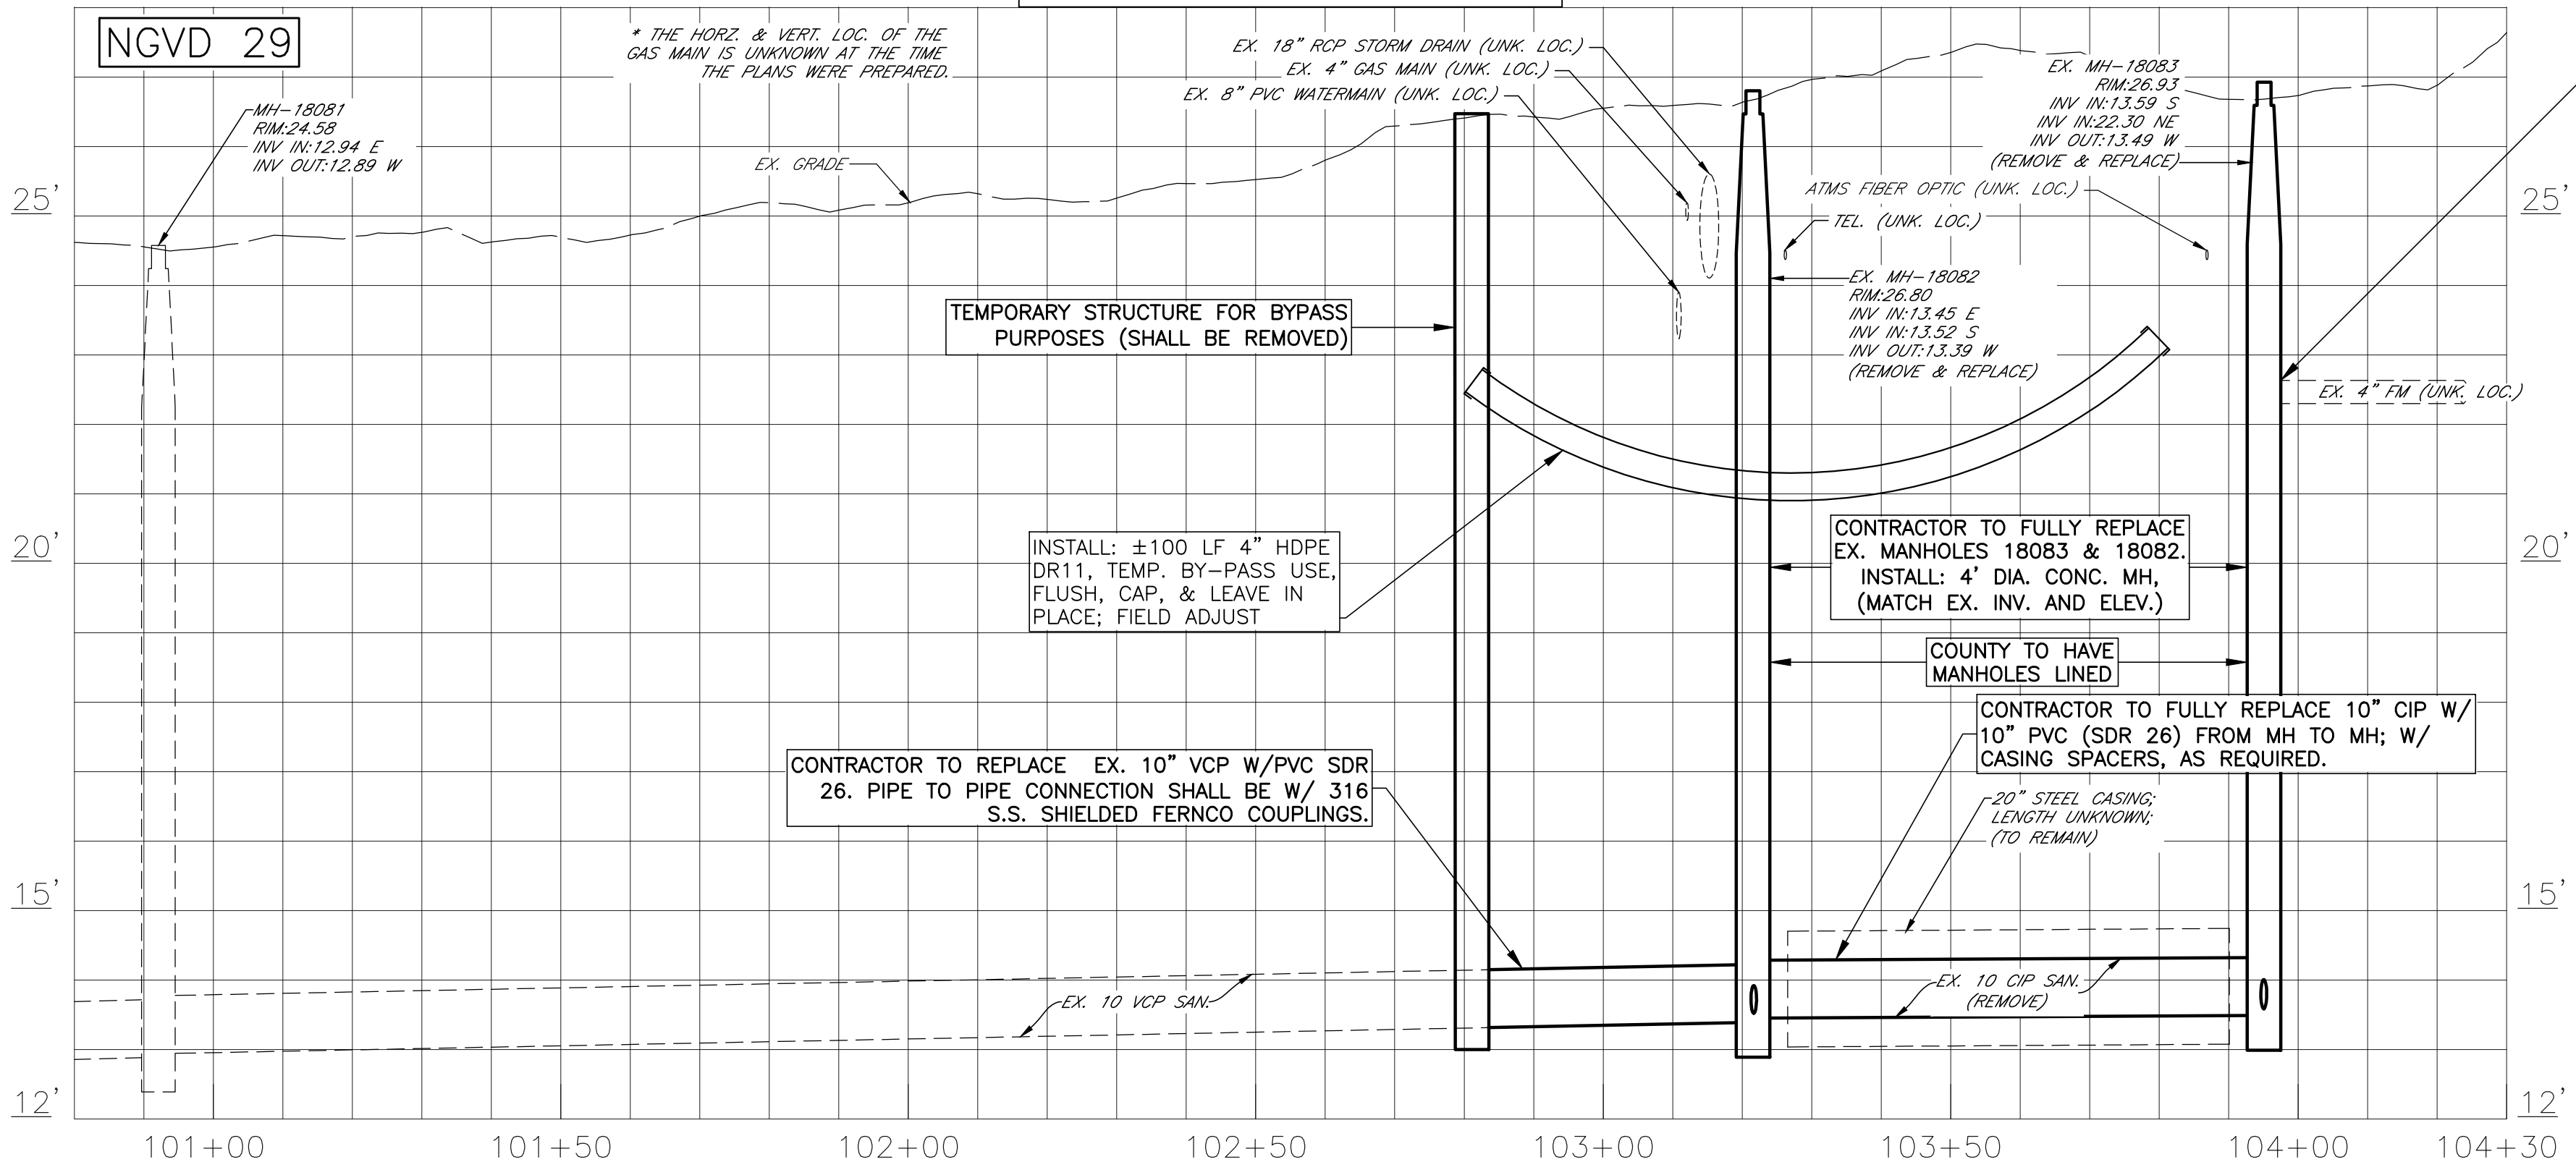 NGVD 29
* THE HORZ. & VERT. LOC. OF THE
GAS MAIN IS UNKNOWN AT THE TIME
THE PLANS WERE PREPARED.
EX. 18" RCP STORM DRAIN (UNK. LOC.)
EX. 4" GAS MAIN (UNK. LOC.)
EX. 8" PVC WATERMAIN (UNK. LOC.)
EX. MH-18083
RIM:26.93
INV IN:13.59 S
INV IN:22.30 NE
INV OUT:13.49 W
(REMOVE & REPLACE)
MH-18081
RIM:24.58
INV IN:12.94 E
INV OUT:12.89 W
EX. GRADE
ATMS FIBER OPTIC (UNK. LOC.)
TEL. (UNK. LOC.)
25'
25'
EX. MH-18082
RIM:26.80
INV IN:13.45 E
INV IN:13.52 S
INV OUT:13.39 W
(REMOVE & REPLACE)
TEMPORARY STRUCTURE FOR BYPASS
PURPOSES (SHALL BE REMOVED)
EX. 4" FM (UNK. LOC.)
INSTALL: ±100 LF 4" HDPE
DR11, TEMP. BY-PASS USE,
FLUSH, CAP, & LEAVE IN
PLACE; FIELD ADJUST
CONTRACTOR TO FULLY REPLACE
EX. MANHOLES 18083 & 18082.
INSTALL: 4' DIA. CONC. MH,
(MATCH EX. INV. AND ELEV.)
20'
20'
COUNTY TO HAVE
MANHOLES LINED
CONTRACTOR TO FULLY REPLACE 10" CIP W/
10" PVC (SDR 26) FROM MH TO MH; W/
CASING SPACERS, AS REQUIRED.
CONTRACTOR TO REPLACE EX. 10" VCP W/PVC SDR
26. PIPE TO PIPE CONNECTION SHALL BE W/ 316
S.S. SHIELDED FERNCO COUPLINGS.
20" STEEL CASING;
LENGTH UNKNOWN;
(TO REMAIN)
15'
15'
EX. 10 VCP SAN.
EX. 10 CIP SAN.
(REMOVE)
12'
12'
101+00
101+50
102+00
102+50
103+00
103+50
104+00
104+30